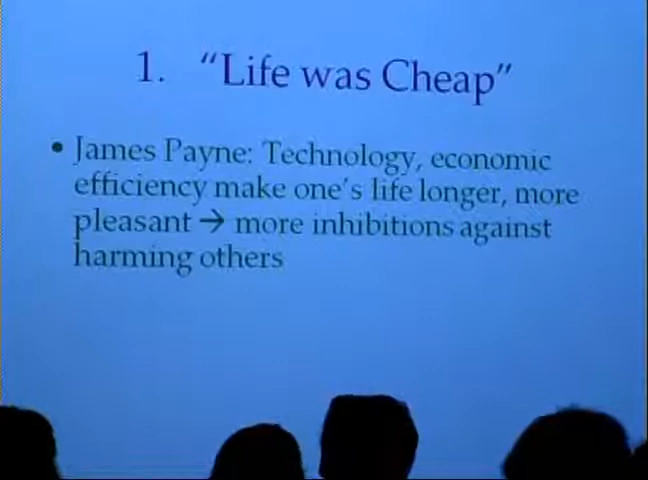 1. “Life was Cheap”
• James Payne: Technology, economic
efficiency make one’s life longer, more
pleasant → more inhibitions against
harming others